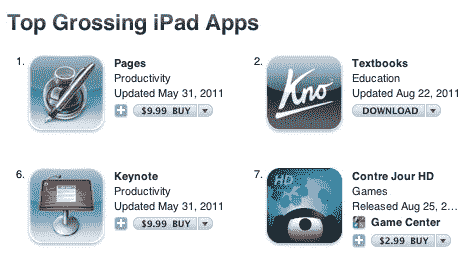 Top Grossing iPad Apps
1. Pages
Productivity
Updated May 31, 2011
$9.99 BUY
2. Textbooks
Education
Updated Aug 22, 2011
DOWNLOAD
Kno
6. Keynote
Productivity
Updated May 31, 2011
$9.99 BUY
7. Contre Jour HD
Games
Released Aug 25, 2...
Game Center
$2.99 BUY
HD